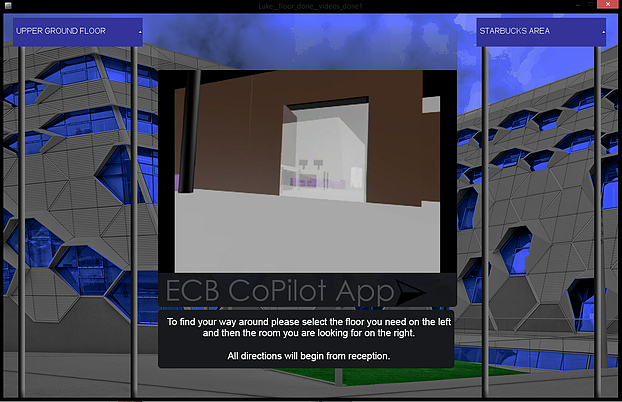 Luke_floor_done_videos_done1
UPPER GROUND FLOOR
STARBUCKS AREA
ECB CoPilot App
To find your way around please select the floor you need on the left
and then the room you are looking for on the right.
All directions will begin from reception.